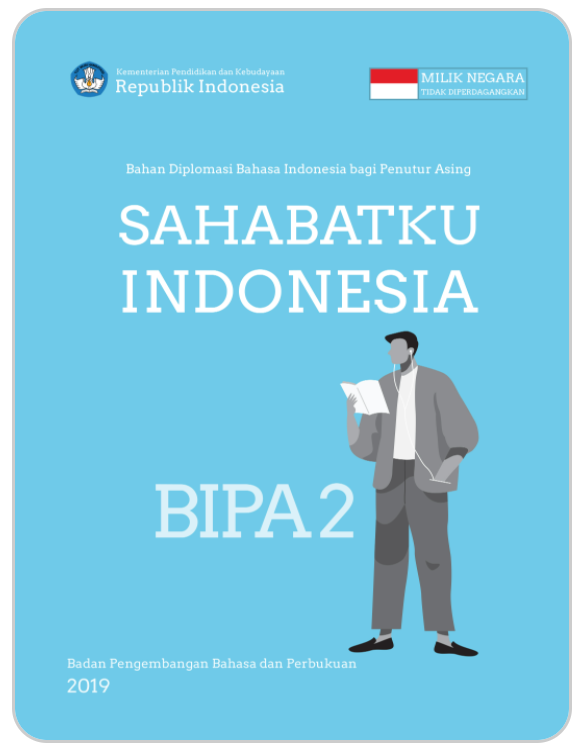 Kementerian Pendidikan dan Kebudayaan
Republik Indonesia
MILIK NEGARA
TIDAK DIPERDAGANGKAN
Bahan Diplomasi Bahasa Indonesia bagi Penutur Asing
SAHABATKU
INDONESIA
BIPA 2
Badan Pengembangan Bahasa dan Perbukuan
2019